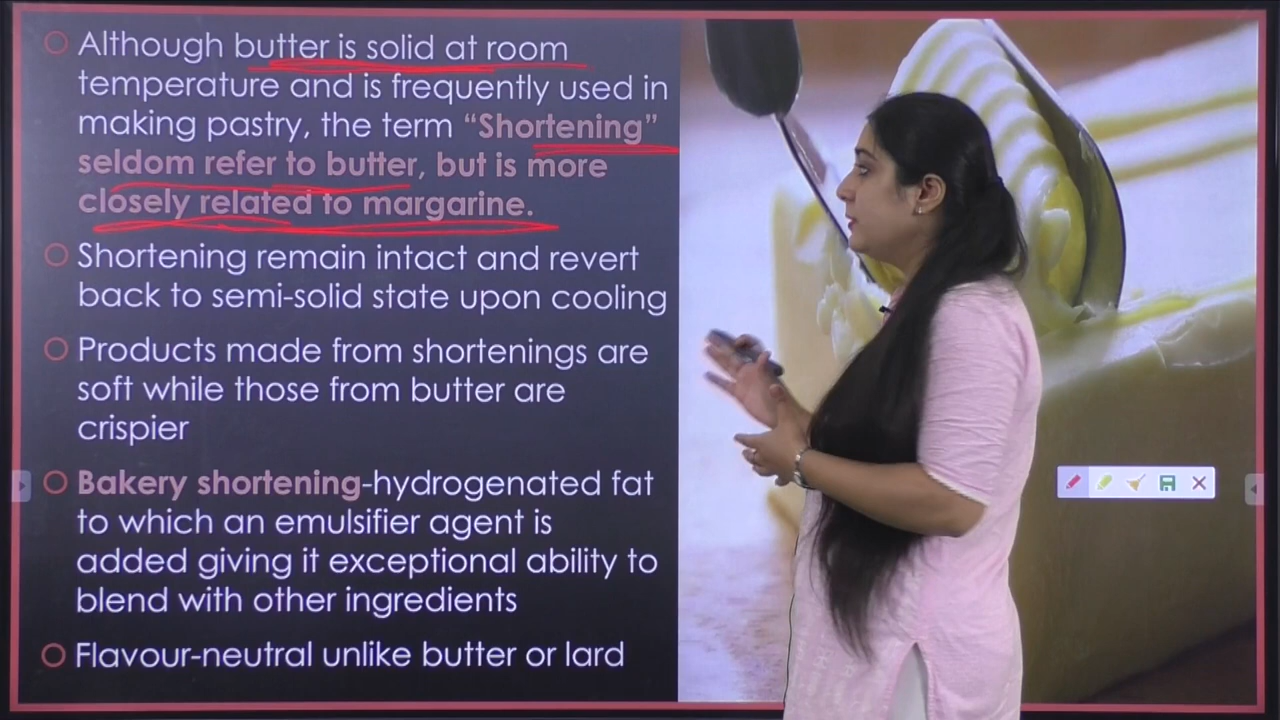 Although butter is solid at room
temperature and is frequently used in
making pastry, the term “Shortening”
seldom refer to butter, but is more
closely related to margarine.
Shortening remain intact and revert
back to semi-solid state upon cooling
Products made from shortenings are
soft while those from butter are
crispier
Bakery shortening-hydrogenated fat
to which an emulsifier agent is
added giving it exceptional ability to
blend with other ingredients
Flavour-neutral unlike butter or lard